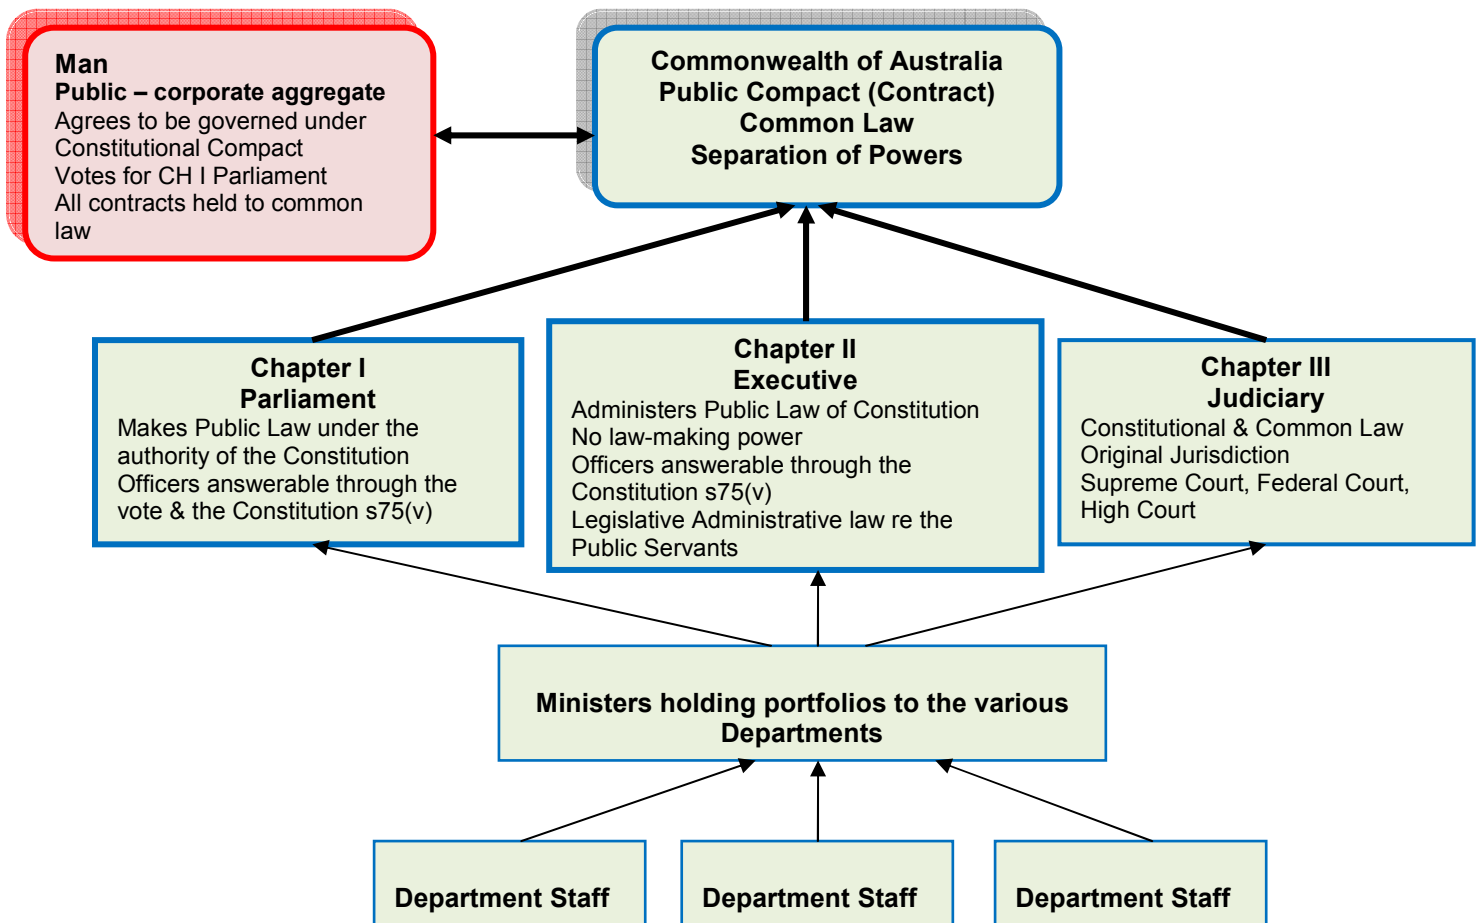 Man
Public – corporate aggregate
Agrees to be governed under
Constitutional Compact
Votes for CH I Parliament
All contracts held to common
law
Commonwealth of Australia
Public Compact (Contract)
Common Law
Separation of Powers
Chapter I
Parliament
Makes Public Law under the
authority of the Constitution
Officers answerable through the
vote & the Constitution s75(v)
Chapter II
Executive
Administers Public Law of Constitution
No law-making power
Officers answerable through the
Constitution s75(v)
Legislative Administrative law re the
Public Servants
Chapter III
Judiciary
Constitutional & Common Law
Original Jurisdiction
Supreme Court, Federal Court,
High Court
Ministers holding portfolios to the various
Departments
Department Staff
Department Staff
Department Staff